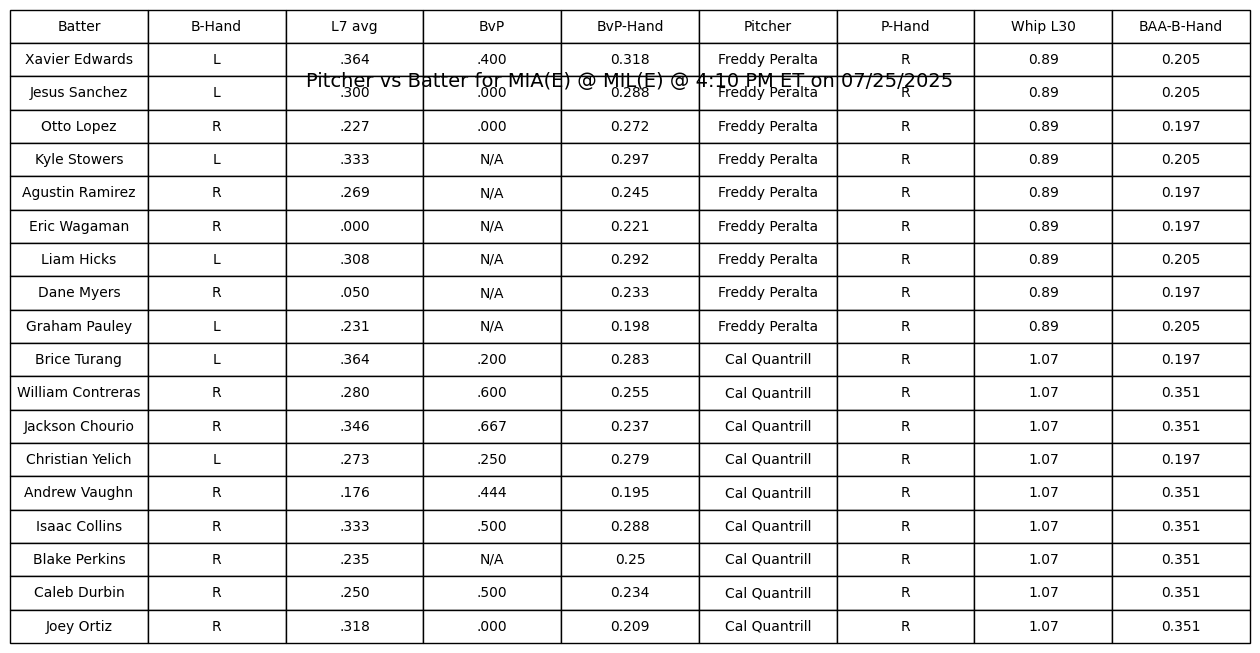 Batter B-Hand L7 avg BvP BvP-Hand Pitcher P-Hand Whip L30 BAA-B-Hand
Xavier Edwards L .364 .400 0.318 Freddy Peralta R 0.89 0.205
Pitcher vs Batter for MIA(E) @ MIL(E) @ 4:10 PM ET on 07/25/2025
Jesus Sanchez L .300 .000 0.288 Freddy Peralta R 0.89 0.205
Otto Lopez R .227 .000 0.272 Freddy Peralta R 0.89 0.197
Kyle Stowers L .333 N/A 0.297 Freddy Peralta R 0.89 0.205
Agustin Ramirez R .269 N/A 0.245 Freddy Peralta R 0.89 0.197
Eric Wagaman R .000 N/A 0.221 Freddy Peralta R 0.89 0.197
Liam Hicks L .308 N/A 0.292 Freddy Peralta R 0.89 0.205
Dane Myers R .050 N/A 0.233 Freddy Peralta R 0.89 0.197
Graham Pauley L .231 N/A 0.198 Freddy Peralta R 0.89 0.205
Brice Turang L .364 .200 0.283 Cal Quantrill R 1.07 0.197
William Contreras R .280 .600 0.255 Cal Quantrill R 1.07 0.351
Jackson Chourio R .346 .667 0.237 Cal Quantrill R 1.07 0.351
Christian Yelich L .273 .250 0.279 Cal Quantrill R 1.07 0.197
Andrew Vaughn R .176 .444 0.195 Cal Quantrill R 1.07 0.351
Isaac Collins R .333 .500 0.288 Cal Quantrill R 1.07 0.351
Blake Perkins R .235 N/A 0.25 Cal Quantrill R 1.07 0.351
Caleb Durbin R .250 .500 0.234 Cal Quantrill R 1.07 0.351
Joey Ortiz R .318 .000 0.209 Cal Quantrill R 1.07 0.351